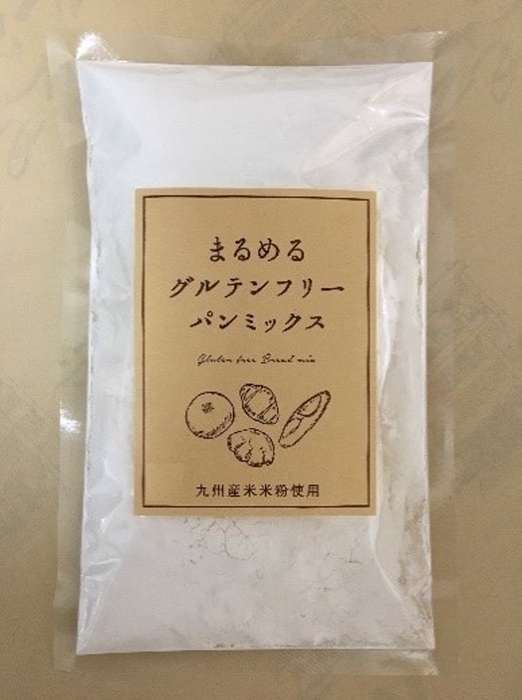 まるめる
グルテンフリー
パンミックス
Gluten free Bread mix
九州産米米粉使用